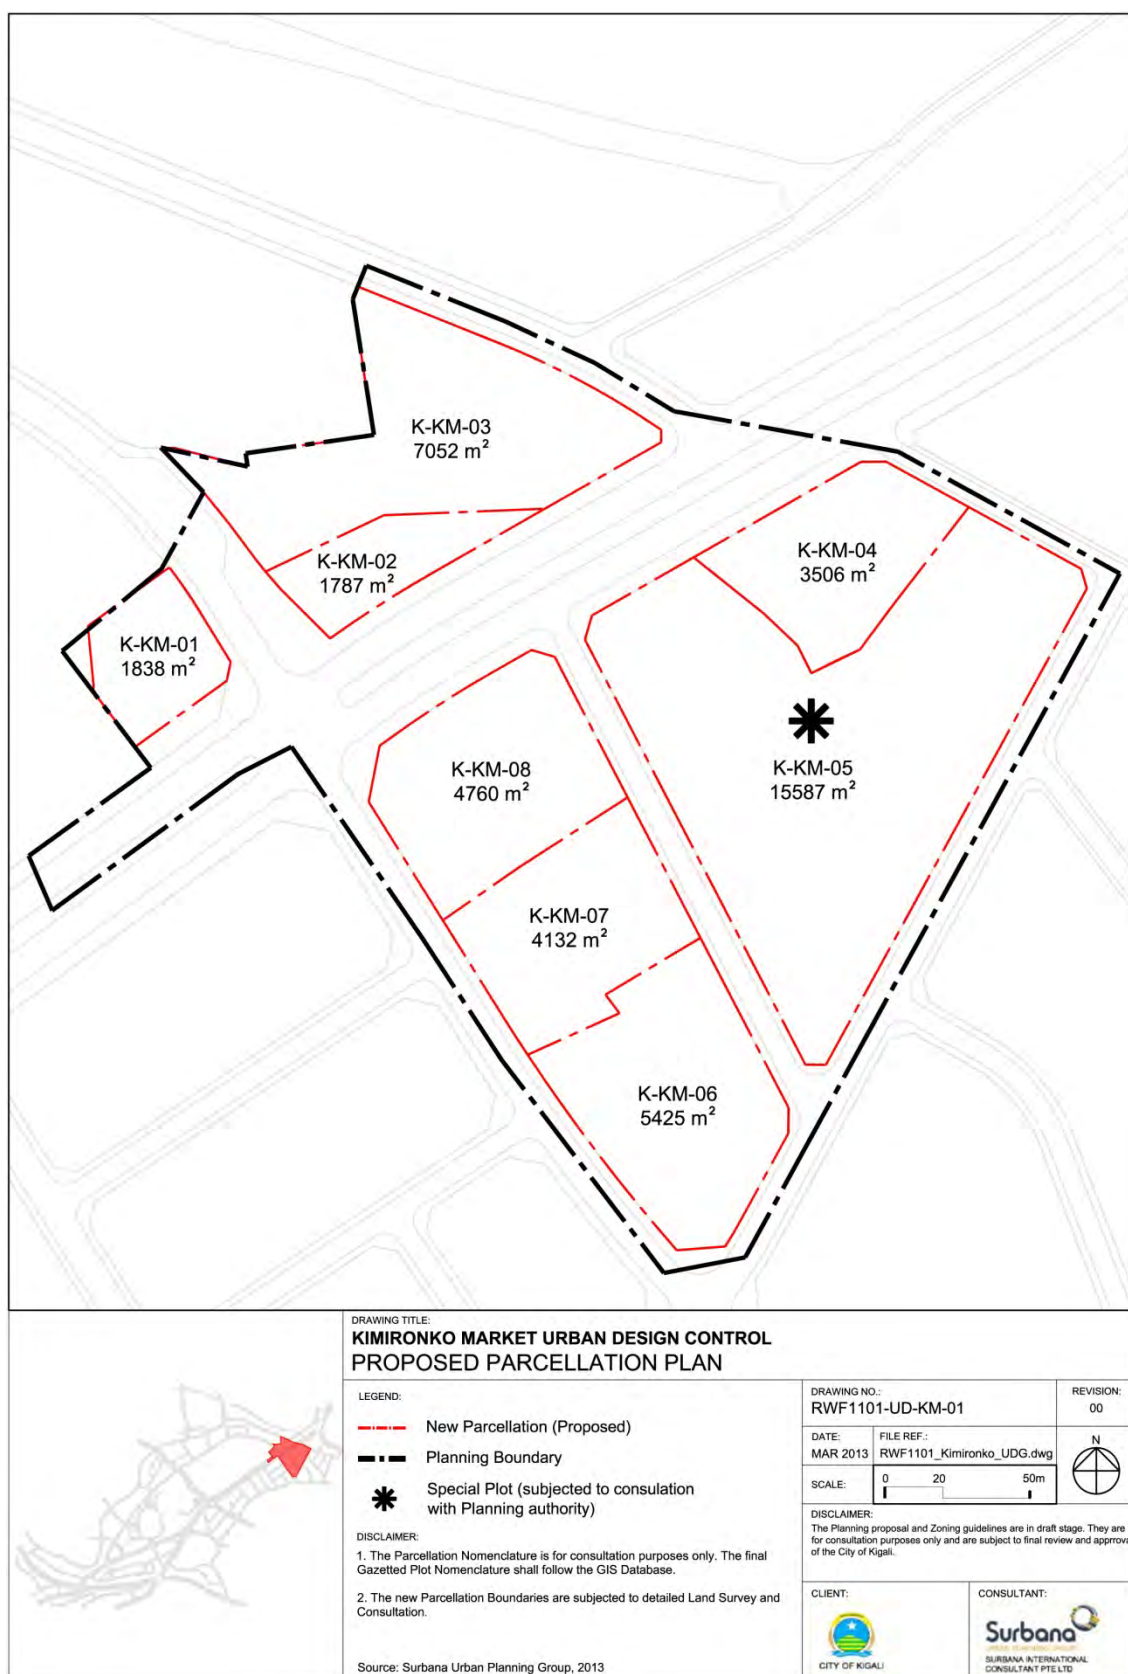 K-KM-03
7052 m²
K-KM-04
3506 m²
K-KM-02
1787 m²
K-KM-01
1838 m²
K-KM-05
15587 m²
K-KM-08
4760 m²
K-KM-07
4132 m²
K-KM-06
5425 m²
DRAWING TITLE:
KIMIRONKO MARKET URBAN DESIGN CONTROL
PROPOSED PARCELLATION PLAN
LEGEND:
New Parcellation (Proposed)
Planning Boundary
Special Plot (subjected to consulation
with Planning authority)
DISCLAIMER:
1. The Parcellation Nomenclature is for consultation purposes only. The final
Gazetted Plot Nomenclature shall follow the GIS Database.
2. The new Parcellation Boundaries are subjected to detailed Land Survey and
Consultation.
Source: Surbana Urban Planning Group, 2013
DRAWING NO.:
RWF1101-UD-KM-01
REVISION:
00
DATE:
MAR 2013
FILE REF.:
RWF1101_Kimironko_UDG.dwg
N
SCALE:
0 20 50m
DISCLAIMER:
The Planning proposal and Zoning guidelines are in draft stage. They are
for consultation purposes only and are subject to final review and approva
of the City of Kigali.
CLIENT:
CITY OF KIGALI
CONSULTANT:
Surbana
URBAN PLANNING GROUP
SURBANA INTERNATIONAL
CONSULTANT PTE LTD